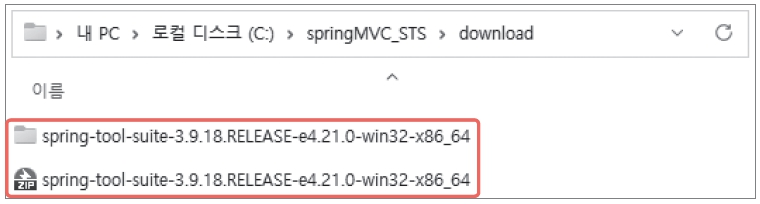 내 PC > 로컬 디스크 (C:) > springMVC_STS > download
이름
spring-tool-suite-3.9.18.RELEASE-e4.21.0-win32-x86_64
ZIP spring-tool-suite-3.9.18.RELEASE-e4.21.0-win32-x86_64